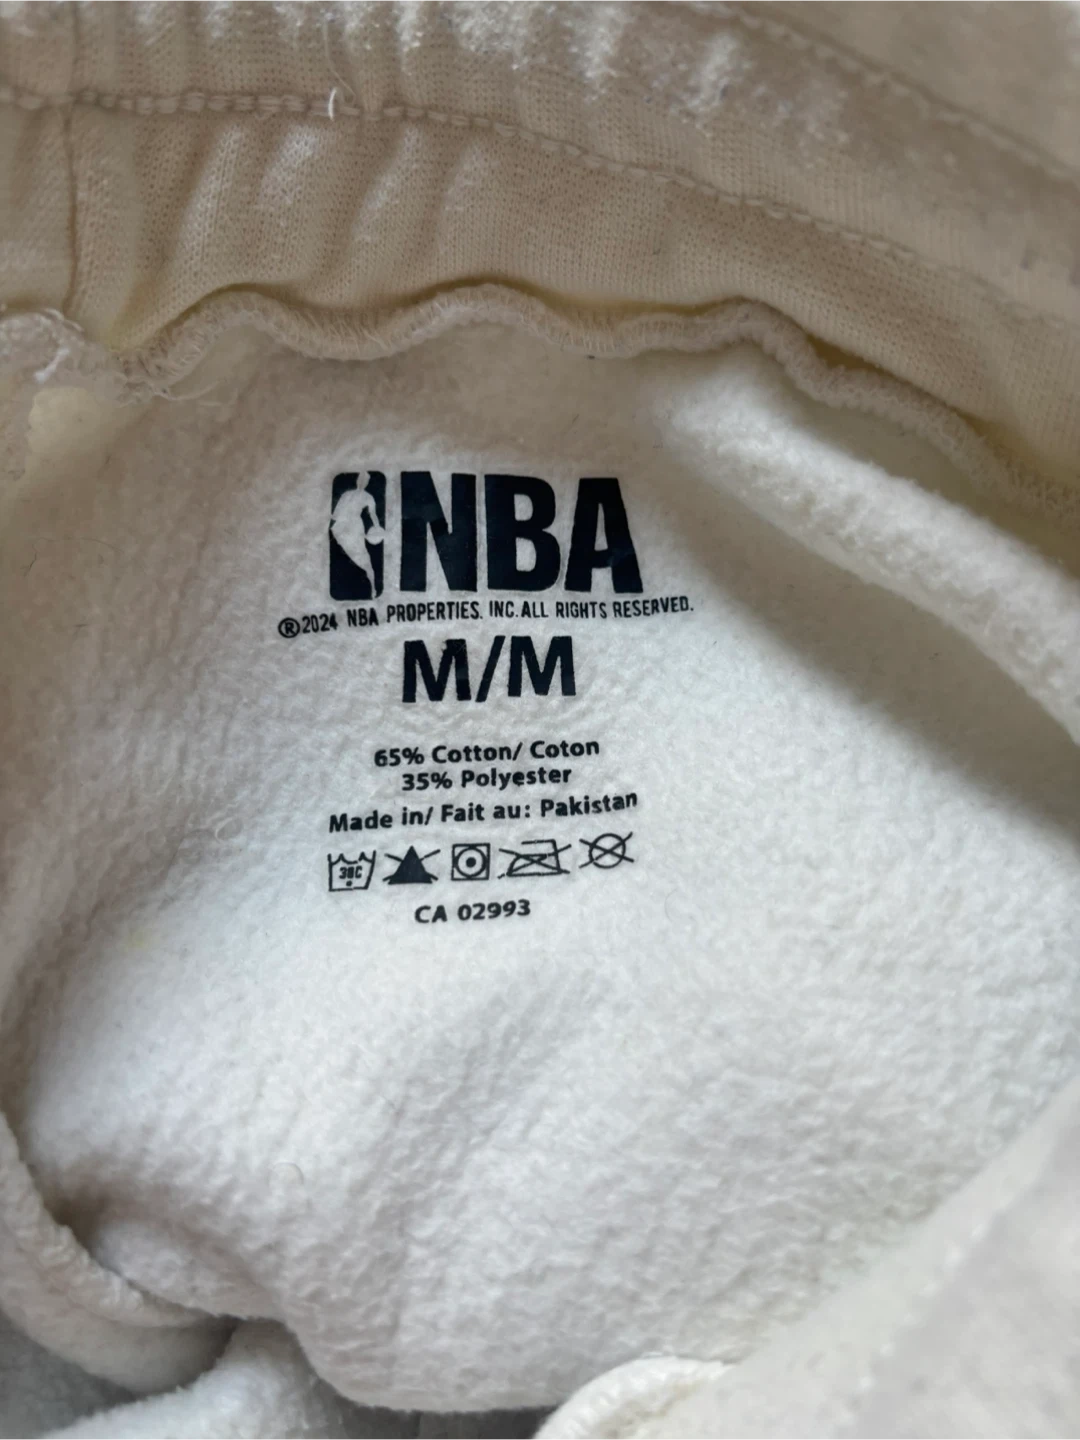 NBA
®2024 NBA PROPERTIES. INC. ALL RIGHTS RESERVED.
M/M
65% Cotton/ Coton
35% Polyester
Made in/ Fait au: Pakistan
30C
CA 02993